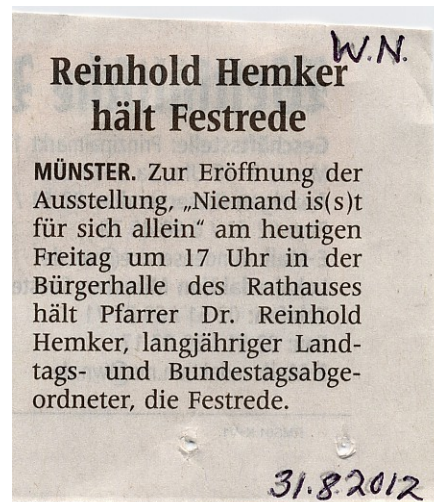 W.N.
Reinhold Hemker
hält Festrede
MÜNSTER. Zur Eröffnung der
Ausstellung, „Niemand is(s)t
für sich allein“ am heutigen
Freitag um 17 Uhr in der
Bürgerhalle des Rathauses
hält Pfarrer Dr. Reinhold
Hemker, langjähriger Land-
tags- und Bundestagsabge-
ordneter, die Festrede.
31.8.2012